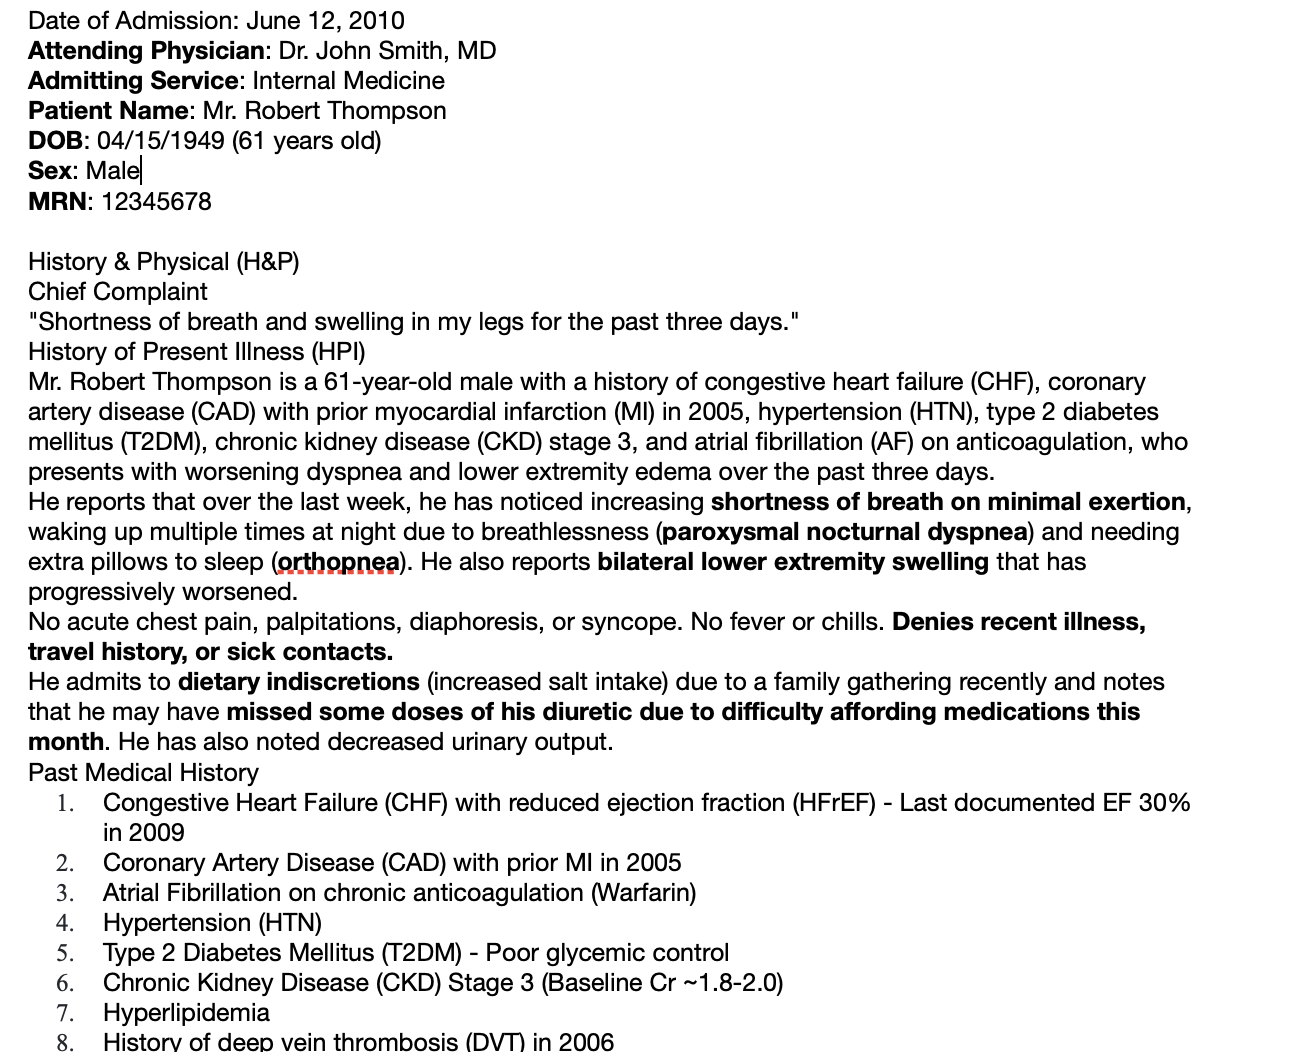 Date of Admission: June 12, 2010
Attending Physician: Dr. John Smith, MD
Admitting Service: Internal Medicine
Patient Name: Mr. Robert Thompson
DOB: 04/15/1949 (61 years old)
Sex: Male
MRN: 12345678
History & Physical (H&P)
Chief Complaint
"Shortness of breath and swelling in my legs for the past three days."
History of Present Illness (HPI)
Mr. Robert Thompson is a 61-year-old male with a history of congestive heart failure (CHF), coronary
artery disease (CAD) with prior myocardial infarction (MI) in 2005, hypertension (HTN), type 2 diabetes
mellitus (T2DM), chronic kidney disease (CKD) stage 3, and atrial fibrillation (AF) on anticoagulation, who
presents with worsening dyspnea and lower extremity edema over the past three days.
He reports that over the last week, he has noticed increasing shortness of breath on minimal exertion,
waking up multiple times at night due to breathlessness (paroxysmal nocturnal dyspnea) and needing
extra pillows to sleep (orthopnea). He also reports bilateral lower extremity swelling that has
progressively worsened.
No acute chest pain, palpitations, diaphoresis, or syncope. No fever or chills. Denies recent illness,
travel history, or sick contacts.
He admits to dietary indiscretions (increased salt intake) due to a family gathering recently and notes
that he may have missed some doses of his diuretic due to difficulty affording medications this
month. He has also noted decreased urinary output.
Past Medical History
1. Congestive Heart Failure (CHF) with reduced ejection fraction (HFrEF) - Last documented EF 30%
in 2009
2. Coronary Artery Disease (CAD) with prior MI in 2005
3. Atrial Fibrillation on chronic anticoagulation (Warfarin)
4. Hypertension (HTN)
5. Type 2 Diabetes Mellitus (T2DM) - Poor glycemic control
6. Chronic Kidney Disease (CKD) Stage 3 (Baseline Cr ~1.8-2.0)
7. Hyperlipidemia
8. History of deep vein thrombosis (DVT) in 2006